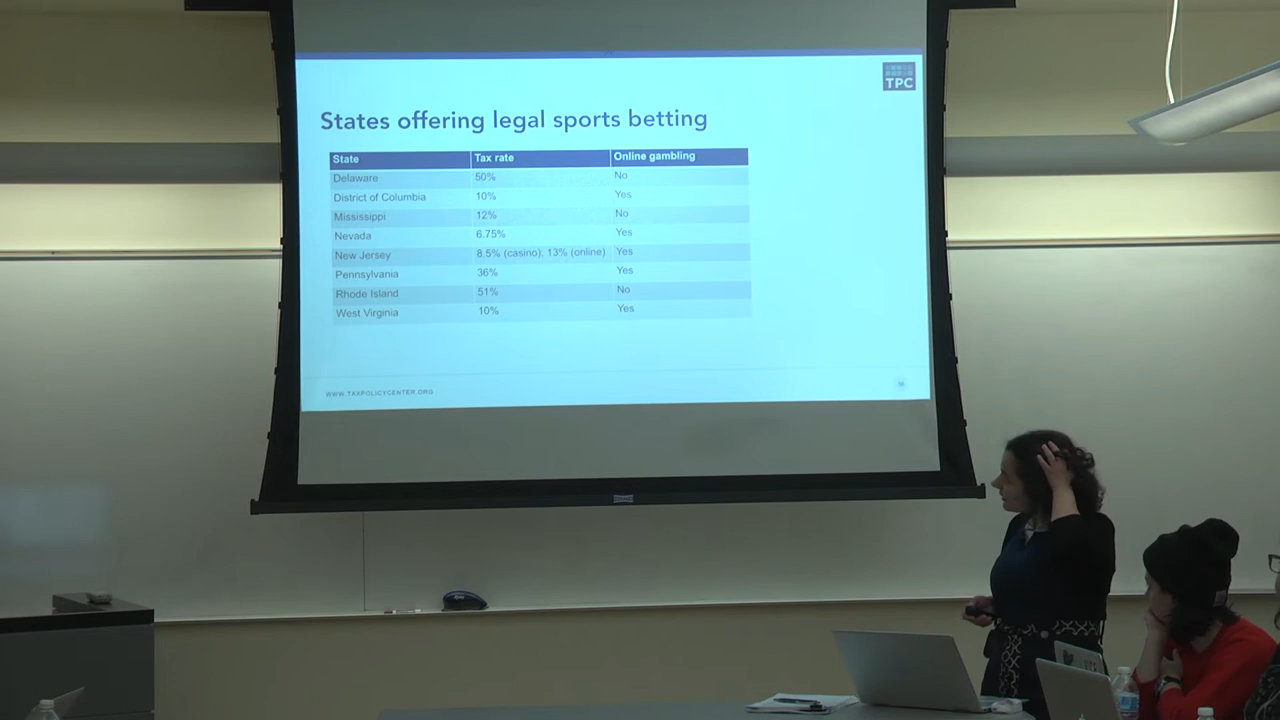 TPC
States offering legal sports betting
State Tax rate Online gambling
Delaware 50% No
District of Columbia 10% Yes
Mississippi 12% No
Nevada 6.75% Yes
New Jersey 8.5% (casino); 13% (online) Yes
Pennsylvania 36% Yes
Rhode Island 51% No
West Virginia 10% Yes
WWW.TAXPOLICYCENTER.ORG